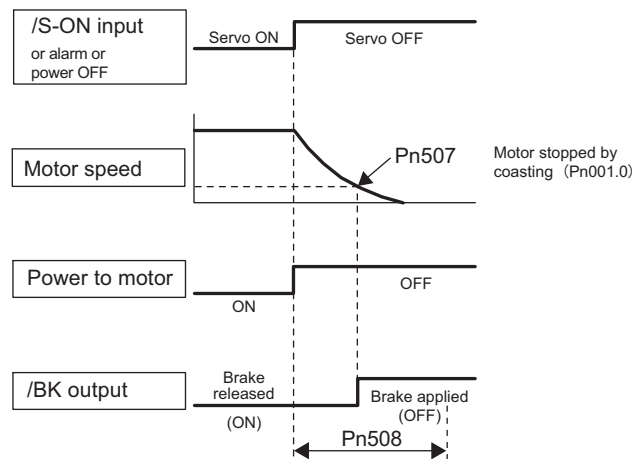 /S-ON input
or alarm or
power OFF
Servo ON
Servo OFF
Motor speed
Pn507
Motor stopped by
coasting (Pn001.0)
Power to motor
ON
OFF
/BK output
Brake
released
(ON)
Brake applied
(OFF)
Pn508